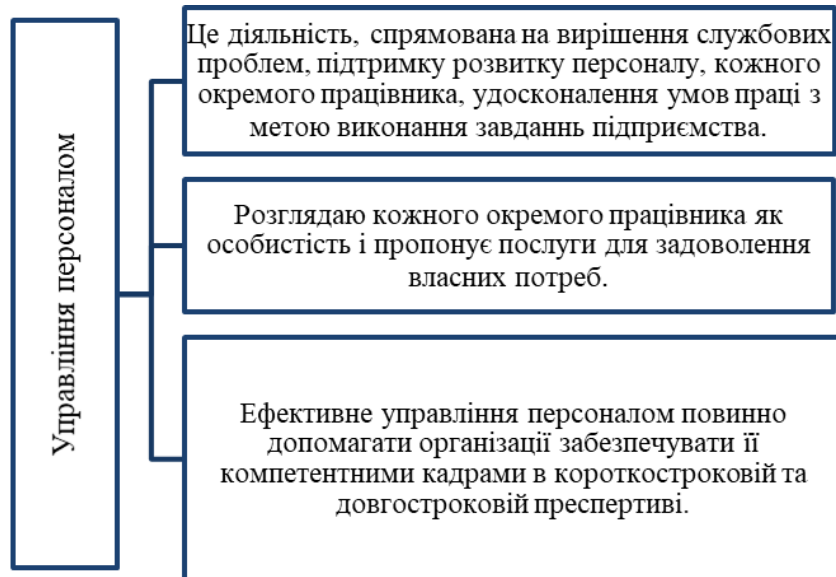 Управління персоналом
Це діяльність, спрямована на вирішення службових
проблем, підтримку розвитку персоналу, кожного
окремого працівника, удосконалення умов праці з
метою виконання завданнь підприємства.
Розглядаю кожного окремого працівника як
особистість і пропонує послуги для задоволення
власних потреб.
Ефективне управління персоналом повинно
допомагати організації забезпечувати її
компетентними кадрами в короткостроковій та
довгостроковій преспертиві.